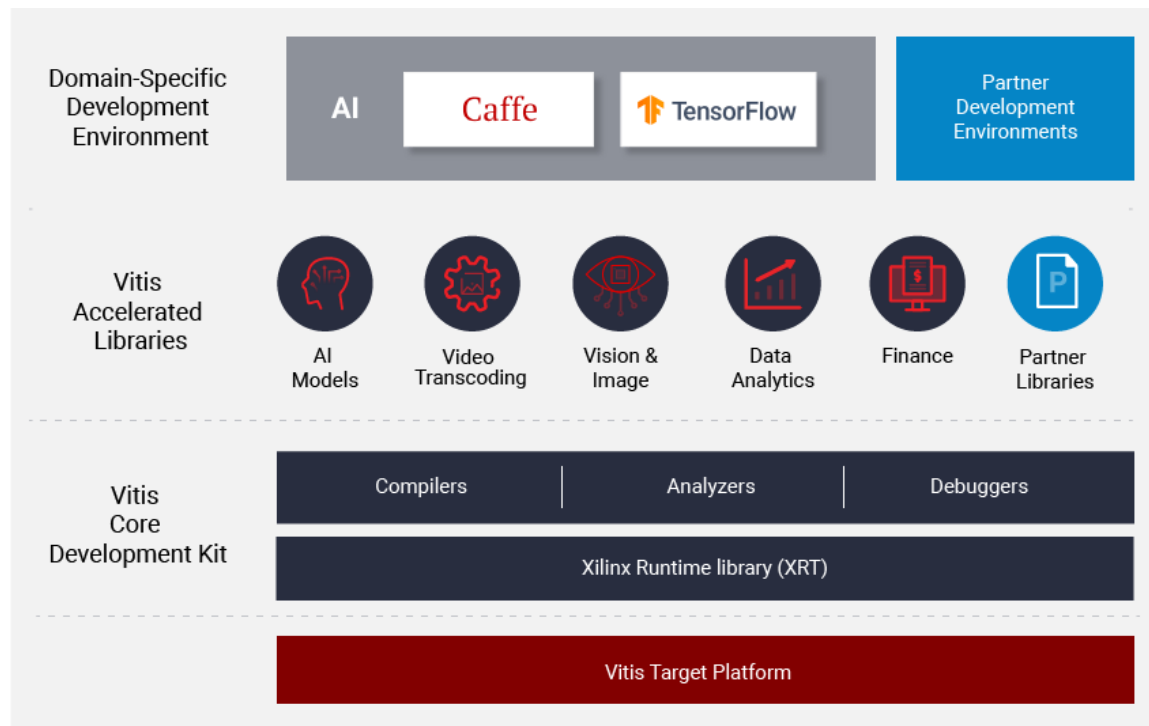 Domain-Specific
Development
Environment
AI
Caffe
TensorFlow
Partner
Development
Environments
Vitis
Accelerated
Libraries
AI
Models
Video
Transcoding
Vision &
Image
Data
Analytics
$
Finance
P
Partner
Libraries
Vitis
Core
Development Kit
Compilers
Analyzers
Debuggers
Xilinx Runtime library (XRT)
Vitis Target Platform